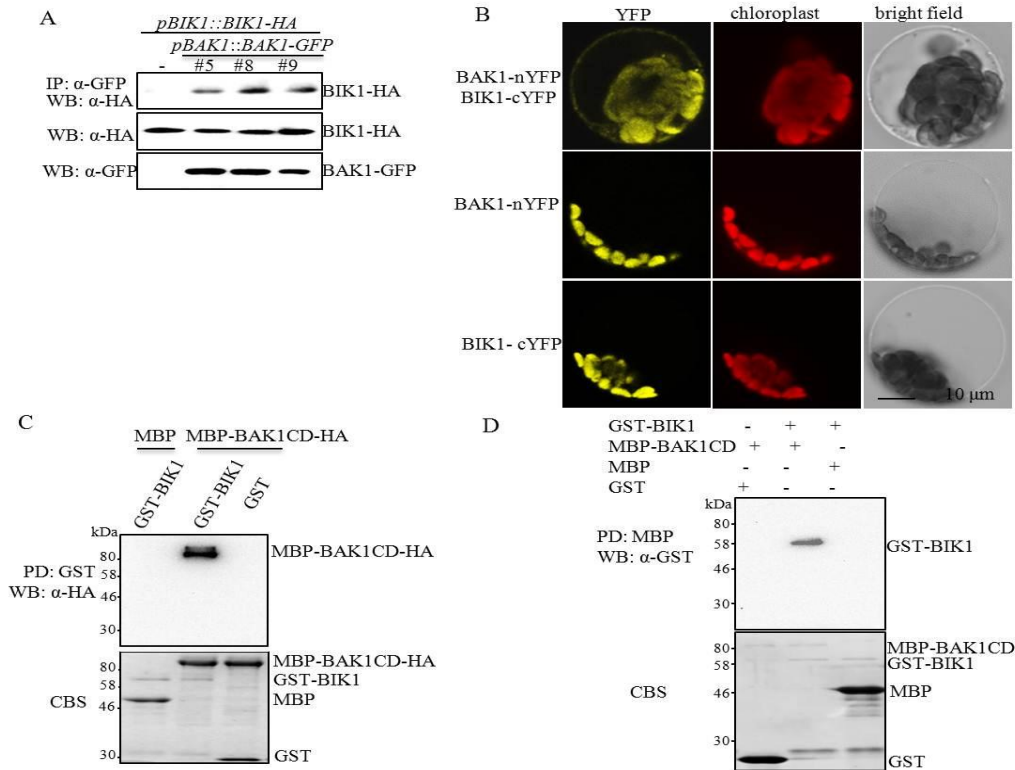 A
pBIK1::BIK1-HA
pBAK1::BAK1-GFP
- #5 #8 #9
IP: α-GFP
WB: α-HA
BIK1-HA
WB: α-HA
BIK1-HA
WB: α-GFP
BAK1-GFP
B
YFP chloroplast bright field
BAK1-nYFP
BIK1-cYFP
BAK1-nYFP
BIK1- cYFP
10 µm
C
MBP MBP-BAK1CD-HA
GST-BIK1 GST-BIK1 GST
kDa
80
58
46
30
PD: GST
WB: α-HA
MBP-BAK1CD-HA
80
58
46
30
CBS
MBP-BAK1CD-HA
GST-BIK1
MBP
GST
D
GST-BIK1 - + +
MBP-BAK1CD + + -
MBP - - +
GST + - -
kDa
80
58
46
30
PD: MBP
WB: α-GST
GST-BIK1
80
58
46
30
CBS
MBP-BAK1CD
GST-BIK1
MBP
GST